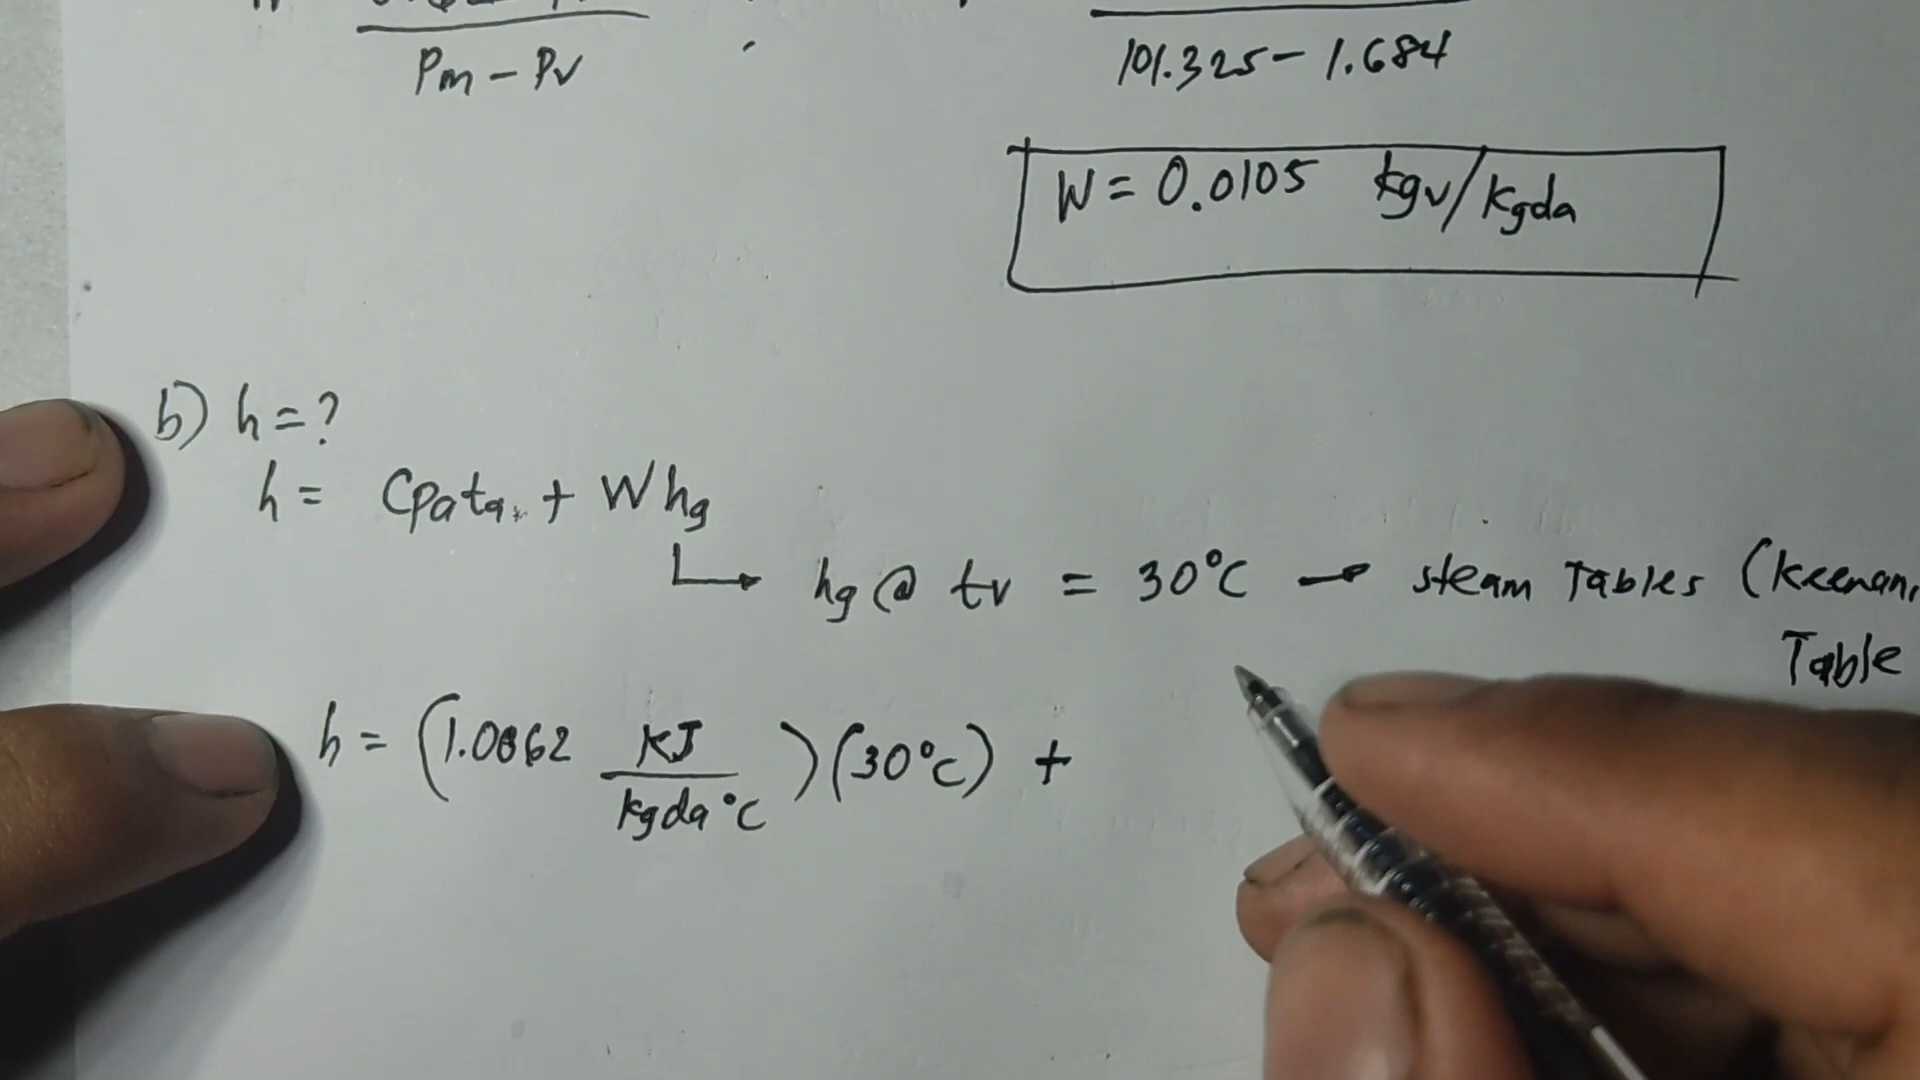 Pm - Pv
101.325 - 1.684
W = 0.0105 kgv/kgda
b) h = ?
h = Cpata + Whg
hg @ tv = 30°C → steam Tables (Keenan,
Table
h = (1.0062 kJ/kgda°C)(30°C) +